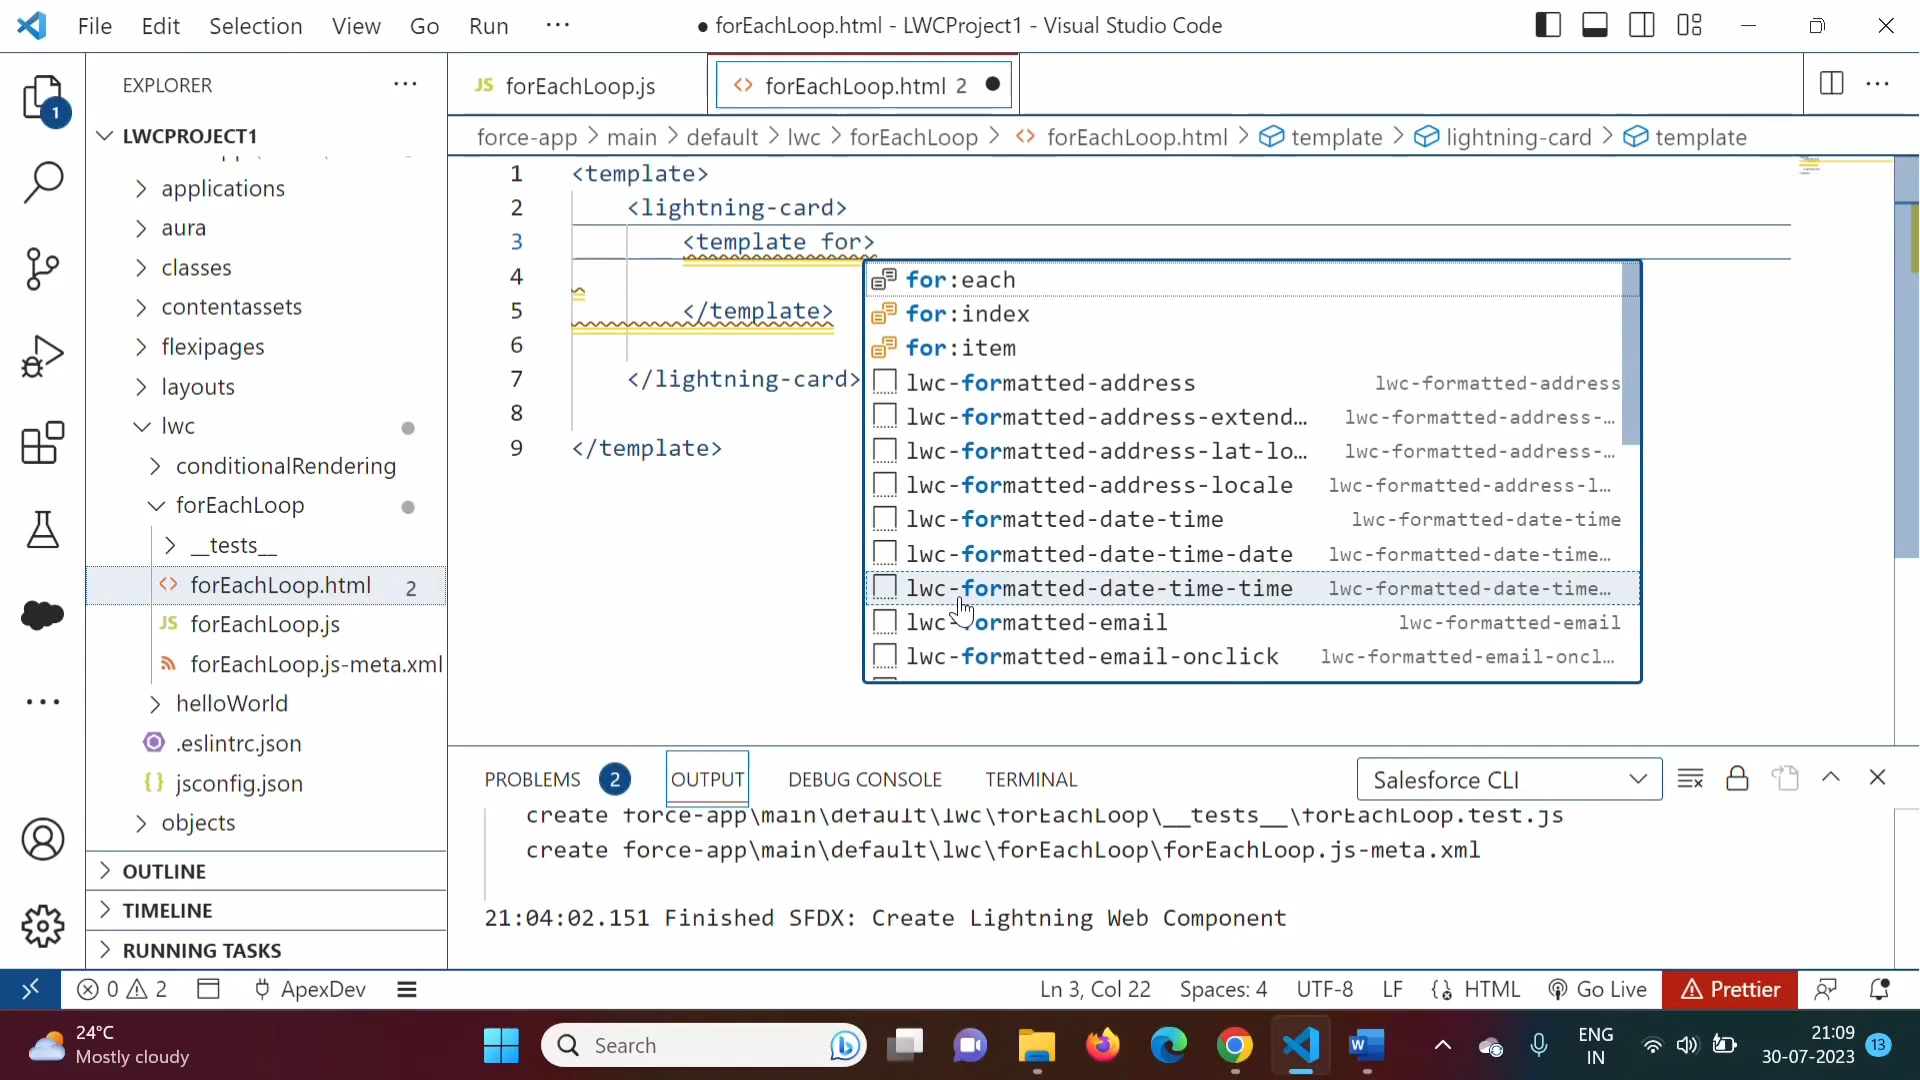 File Edit Selection View Go Run ···
● forEachLoop.html - LWCProject1 - Visual Studio Code
1
EXPLORER ···
LWCPROJECT1
applications
aura
classes
contentassets
flexipages
layouts
lwc
conditionalRendering
forEachLoop
__tests__
forEachLoop.html 2
JS forEachLoop.js
forEachLoop.js-meta.xml
helloWorld
.eslintrc.json
jsconfig.json
objects
OUTLINE
TIMELINE
RUNNING TASKS
JS forEachLoop.js
<> forEachLoop.html 2 ●
force-app > main > default > lwc > forEachLoop > <> forEachLoop.html > template > lightning-card > template
1 <template>
2 <lightning-card>
3 <template for>
4
5 </template>
6
7 </lightning-card>
8
9 </template>
for:each
for:index
for:item
lwc-formatted-address lwc-formatted-address
lwc-formatted-address-extend… lwc-formatted-address-…
lwc-formatted-address-lat-lo… lwc-formatted-address-…
lwc-formatted-address-locale lwc-formatted-address-l…
lwc-formatted-date-time lwc-formatted-date-time
lwc-formatted-date-time-date lwc-formatted-date-time…
lwc-formatted-date-time-time lwc-formatted-date-time…
lwc-formatted-email lwc-formatted-email
lwc-formatted-email-onclick lwc-formatted-email-oncl…
PROBLEMS 2 OUTPUT DEBUG CONSOLE TERMINAL
Salesforce CLI
create force-app\main\default\lwc\forEachLoop\__tests__\forEachLoop.test.js
create force-app\main\default\lwc\forEachLoop\forEachLoop.js-meta.xml
21:04:02.151 Finished SFDX: Create Lightning Web Component
0 2 ApexDev
Ln 3, Col 22 Spaces: 4 UTF-8 LF HTML Go Live Prettier
24°C
Mostly cloudy
Search
ENG
IN
21:09
30-07-2023
13